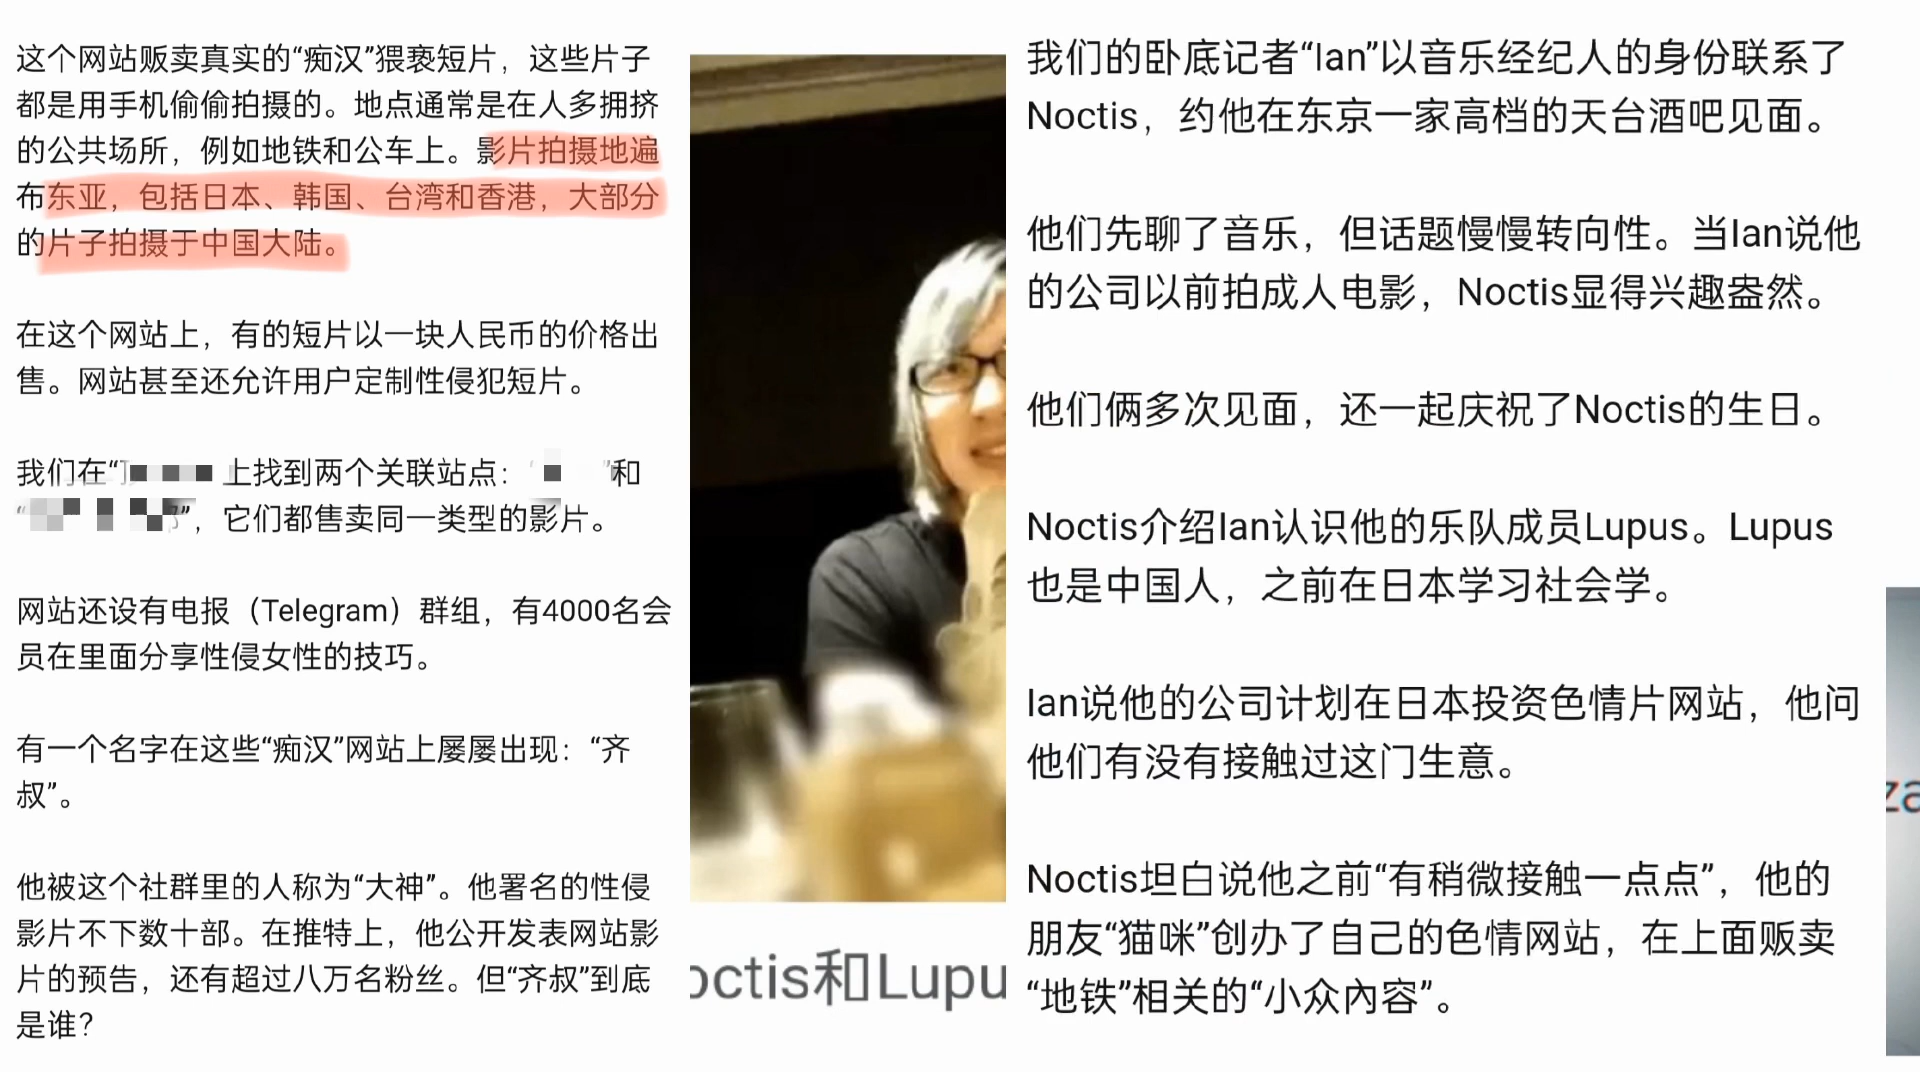 这个网站贩卖真实的“痴汉”猥亵短片，这些片子
都是用手机偷偷拍摄的。地点通常是在人多拥挤
的公共场所，例如地铁和公车上。影片拍摄地遍
布东亚，包括日本、韩国、台湾和香港，大部分
的片子拍摄于中国大陆。
在这个网站上，有的短片以一块人民币的价格出
售。网站甚至还允许用户定制性侵犯短片。
我们在“
上找到两个关联站点：“
”和
“
”，它们都售卖同一类型的影片。
网站还设有电报（Telegram）群组，有4000名会
员在里面分享性侵女性的技巧。
有一个名字在这些“痴汉”网站上屡屡出现：“齐
叔”。
他被这个社群里的人称为“大神”。他署名的性侵
影片不下数十部。在推特上，他公开发表网站影
片的预告，还有超过八万名粉丝。但“齐叔”到底
是谁？
octis和Lupu
我们的卧底记者“Ian”以音乐经纪人的身份联系了
Noctis，约他在东京一家高档的天台酒吧见面。
他们先聊了音乐，但话题慢慢转向性。当Ian说他
的公司以前拍成人电影，Noctis显得兴趣盎然。
他们俩多次见面，还一起庆祝了Noctis的生日。
Noctis介绍Ian认识他的乐队成员Lupus。Lupus
也是中国人，之前在日本学习社会学。
Ian说他的公司计划在日本投资色情片网站，他问
他们有没有接触过这门生意。
Noctis坦白说他之前“有稍微接触一点点”，他的
朋友“猫咪”创办了自己的色情网站，在上面贩卖
“地铁”相关的“小众內容”。
za